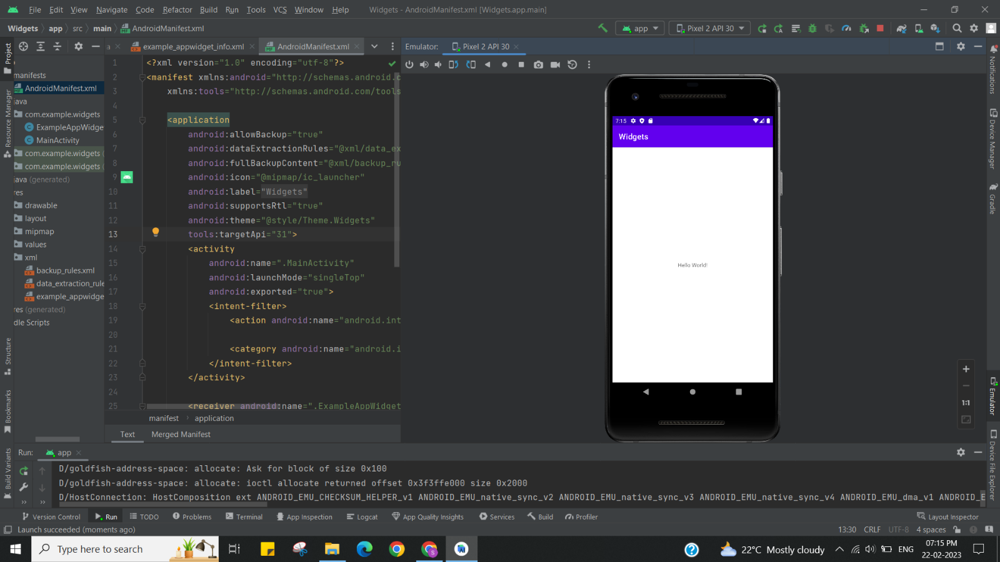 File Edit View Navigate Code Refactor Build Run Tools VCS Window Help Widgets - AndroidManifest.xml [Widgets.app.main]
Widgets app src main AndroidManifest.xml app Pixel 2 API 30
Project
Resource Manager
Structure
Bookmarks
Build Variants
a example_appwidget_info.xml AndroidManifest.xml
manifests
AndroidManifest.xml
java
com.example.widgets
ExampleAppWidge
MainActivity
com.example.widgets
com.example.widgets
java (generated)
res
drawable
layout
mipmap
values
xml
backup_rules.xml
data_extraction_rule
example_appwidge
res (generated)
dle Scripts
1 <?xml version="1.0" encoding="utf-8"?>
2 <manifest xmlns:android="http://schemas.android.c
3 xmlns:tools="http://schemas.android.com/tools
4
5 <application
6 android:allowBackup="true"
7 android:dataExtractionRules="@xml/data_ex
8 android:fullBackupContent="@xml/backup_ru
9 android:icon="@mipmap/ic_launcher"
10 android:label="Widgets"
11 android:supportsRtl="true"
12 android:theme="@style/Theme.Widgets"
13 tools:targetApi="31">
14 <activity
15 android:name=".MainActivity"
16 android:launchMode="singleTop"
17 android:exported="true">
18 <intent-filter>
19 <action android:name="android.int
20
21 <category android:name="android.i
22 </intent-filter>
23 </activity>
24
25 <receiver android:name=".ExampleAppWidget
manifest application
Text Merged Manifest
Emulator: Pixel 2 API 30
7:15
Widgets
Hello World!
1:1
Notifications
Device Manager
Gradle
Emulator
Device File Explorer
Run: app
D/goldfish-address-space: allocate: Ask for block of size 0x100
D/goldfish-address-space: allocate: ioctl allocate returned offset 0x3f3ffe000 size 0x2000
D/HostConnection: HostComposition ext ANDROID_EMU_CHECKSUM_HELPER_v1 ANDROID_EMU_native_sync_v2 ANDROID_EMU_native_sync_v3 ANDROID_EMU_native_sync_v4 ANDROID_EMU_dma_v1 ANDROID_E
Version Control Run TODO Problems Terminal App Inspection Logcat App Quality Insights Services Build Profiler Layout Inspector
Launch succeeded (moments ago) 13:30 CRLF UTF-8 4 spaces
Type here to search 22°C Mostly cloudy ENG 07:15 PM
22-02-2023